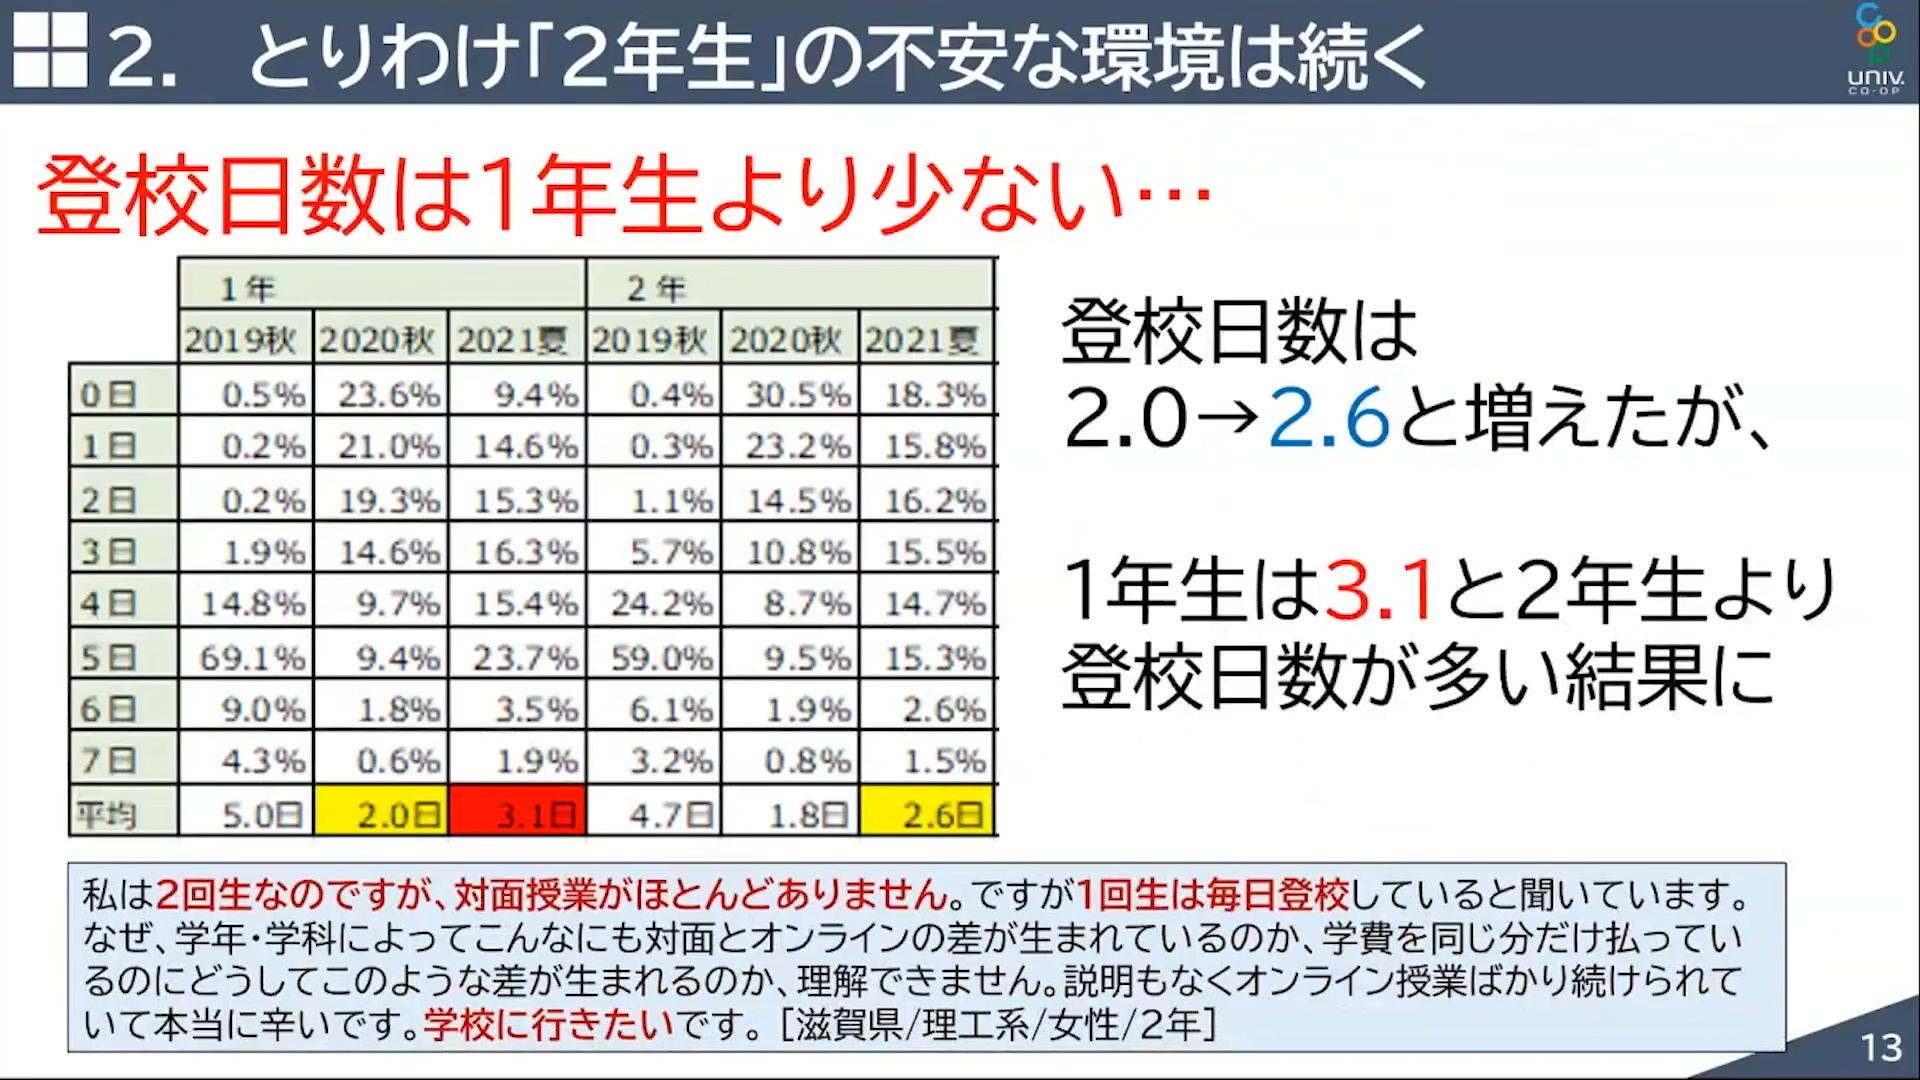 2. とりわけ「2年生」の不安な環境は続く
UNIV.
CO-OP
登校日数は1年生より少ない…
1年 2年
2019秋 2020秋 2021夏 2019秋 2020秋 2021夏
0日 0.5% 23.6% 9.4% 0.4% 30.5% 18.3%
1日 0.2% 21.0% 14.6% 0.3% 23.2% 15.8%
2日 0.2% 19.3% 15.3% 1.1% 14.5% 16.2%
3日 1.9% 14.6% 16.3% 5.7% 10.8% 15.5%
4日 14.8% 9.7% 15.4% 24.2% 8.7% 14.7%
5日 69.1% 9.4% 23.7% 59.0% 9.5% 15.3%
6日 9.0% 1.8% 3.5% 6.1% 1.9% 2.6%
7日 4.3% 0.6% 1.9% 3.2% 0.8% 1.5%
平均 5.0日 2.0日 3.1日 4.7日 1.8日 2.6日
登校日数は
2.0→2.6と増えたが、
1年生は3.1と2年生より
登校日数が多い結果に
私は2回生なのですが、対面授業がほとんどありません。ですが1回生は毎日登校していると聞いています。
なぜ、学年・学科によってこんなにも対面とオンラインの差が生まれているのか、学費を同じ分だけ払ってい
るのにどうしてこのような差が生まれるのか、理解できません。説明もなくオンライン授業ばかり続けられて
いて本当に辛いです。学校に行きたいです。[滋賀県/理工系/女性/2年]
13